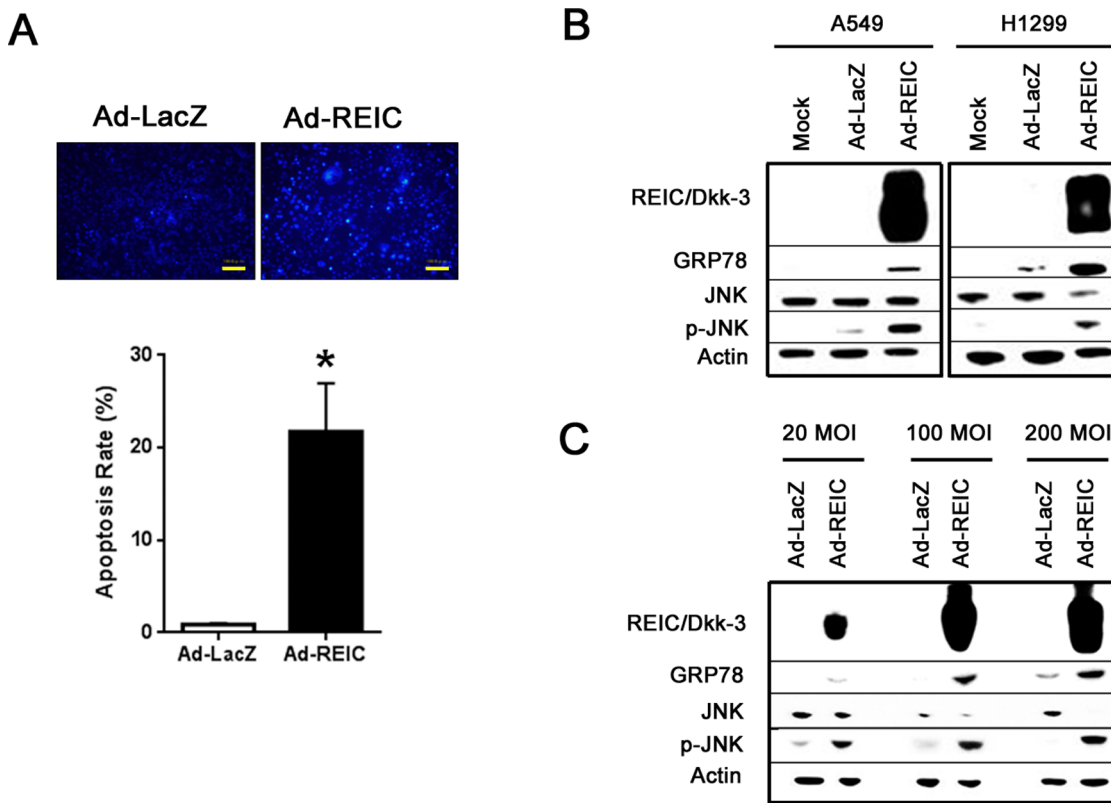 A
Ad-LacZ Ad-REIC
30
20
10
0
Apoptosis Rate (%)
*
Ad-LacZ Ad-REIC
B
A549 H1299
Mock Ad-LacZ Ad-REIC Mock Ad-LacZ Ad-REIC
REIC/Dkk-3
GRP78
JNK
p-JNK
Actin
C
20 MOI 100 MOI 200 MOI
Ad-LacZ Ad-REIC Ad-LacZ Ad-REIC Ad-LacZ Ad-REIC
REIC/Dkk-3
GRP78
JNK
p-JNK
Actin